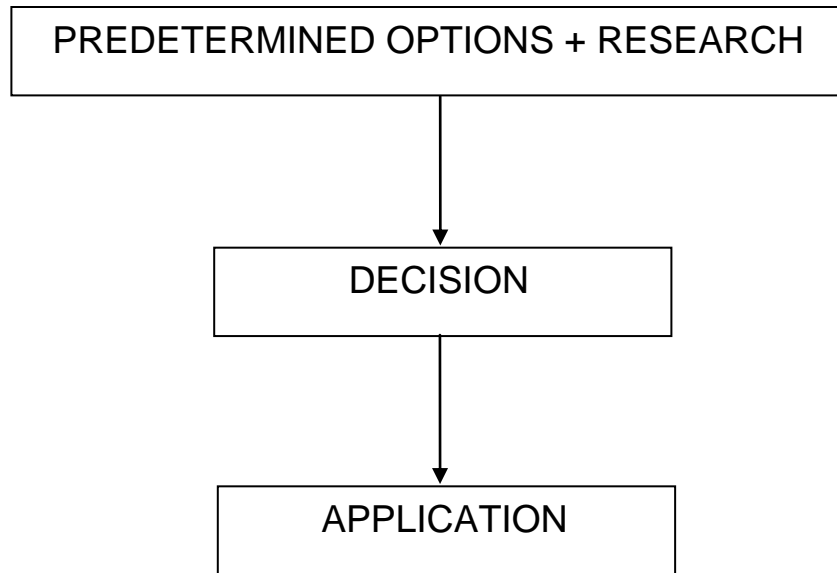 PREDETERMINED OPTIONS + RESEARCH
DECISION
APPLICATION